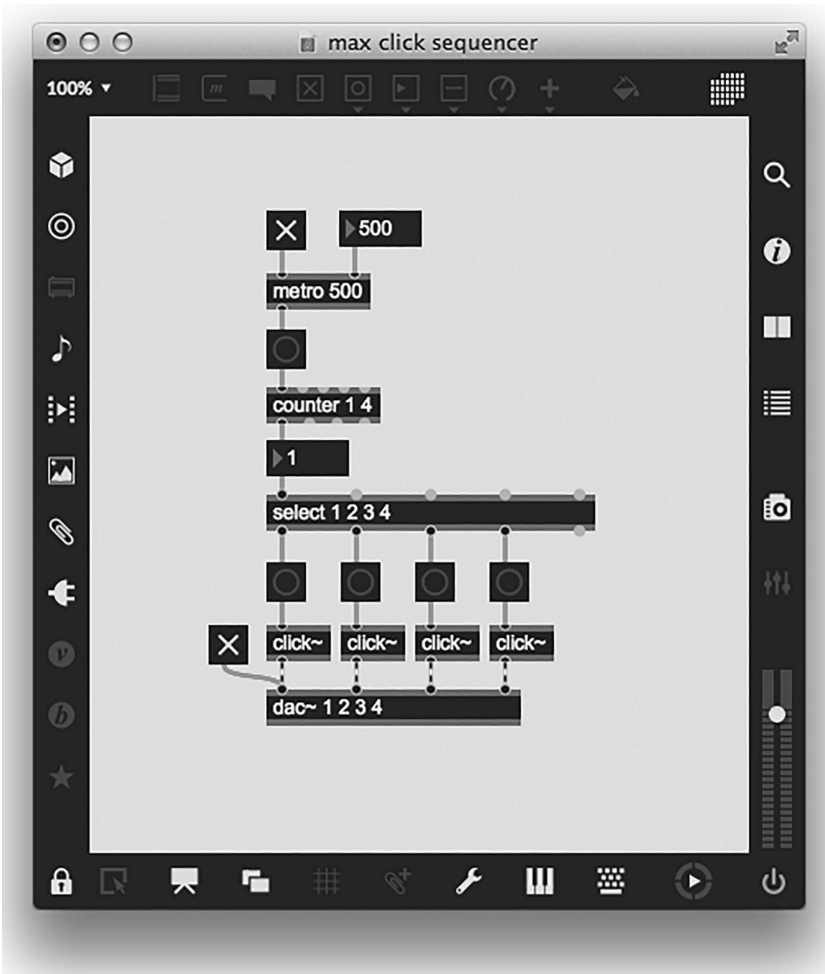 max click sequencer
100%
m
500
metro 500
counter 1 4
1
select 1 2 3 4
click~ click~ click~ click~
dac~ 1 2 3 4
i
v
b